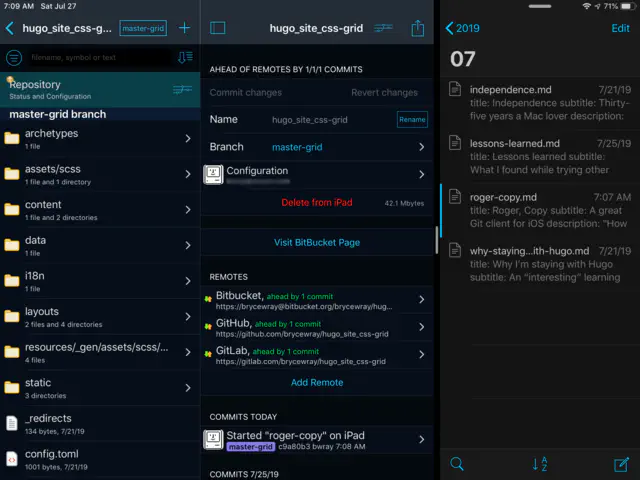 7:09 AM Sat Jul 27
71%
hugo_site_css-g...
master-grid
Filename, symbol or text
Repository
Status and Configuration
master-grid branch
archetypes
1 file
assets/scss
1 file and 1 directory
content
1 file and 2 directories
data
1 file
i18n
1 file
layouts
2 files and 4 directories
resources/_gen/assets/scss/...
4 files
static
3 directories
_redirects
134 bytes, 7/21/19
config.toml
1001 bytes, 7/21/19
hugo_site_css-grid
AHEAD OF REMOTES BY 1/1/1 COMMITS
Commit changes
Revert changes
Name
hugo_site_css-grid
Rename
Branch
master-grid
Configuration
Delete from iPad
42.1 Mbytes
Visit BitBucket Page
REMOTES
Bitbucket, ahead by 1 commit
https://brycewray@bitbucket.org/brycewray/hug...
GitHub, ahead by 1 commit
https://github.com/brycewray/hugo_site_css-grid
GitLab, ahead by 1 commit
https://gitlab.com/brycewray/hugo_site_css-grid
Add Remote
COMMITS TODAY
Started "roger-copy" on iPad
master-grid c9a80b3 bwray 7:08 AM
COMMITS 7/25/19
2019
Edit
07
independence.md 7/21/19
title: Independence subtitle: Thirty-
five years a Mac lover description:
lessons-learned.md 7/25/19
title: Lessons learned subtitle:
What I found while trying other
roger-copy.md 7:07 AM
title: Roger, Copy subtitle: A great
Git client for iOS description: "How
why-staying...ith-hugo.md 7/21/19
title: Why I'm staying with Hugo
subtitle: An "interesting" learning
A
Z